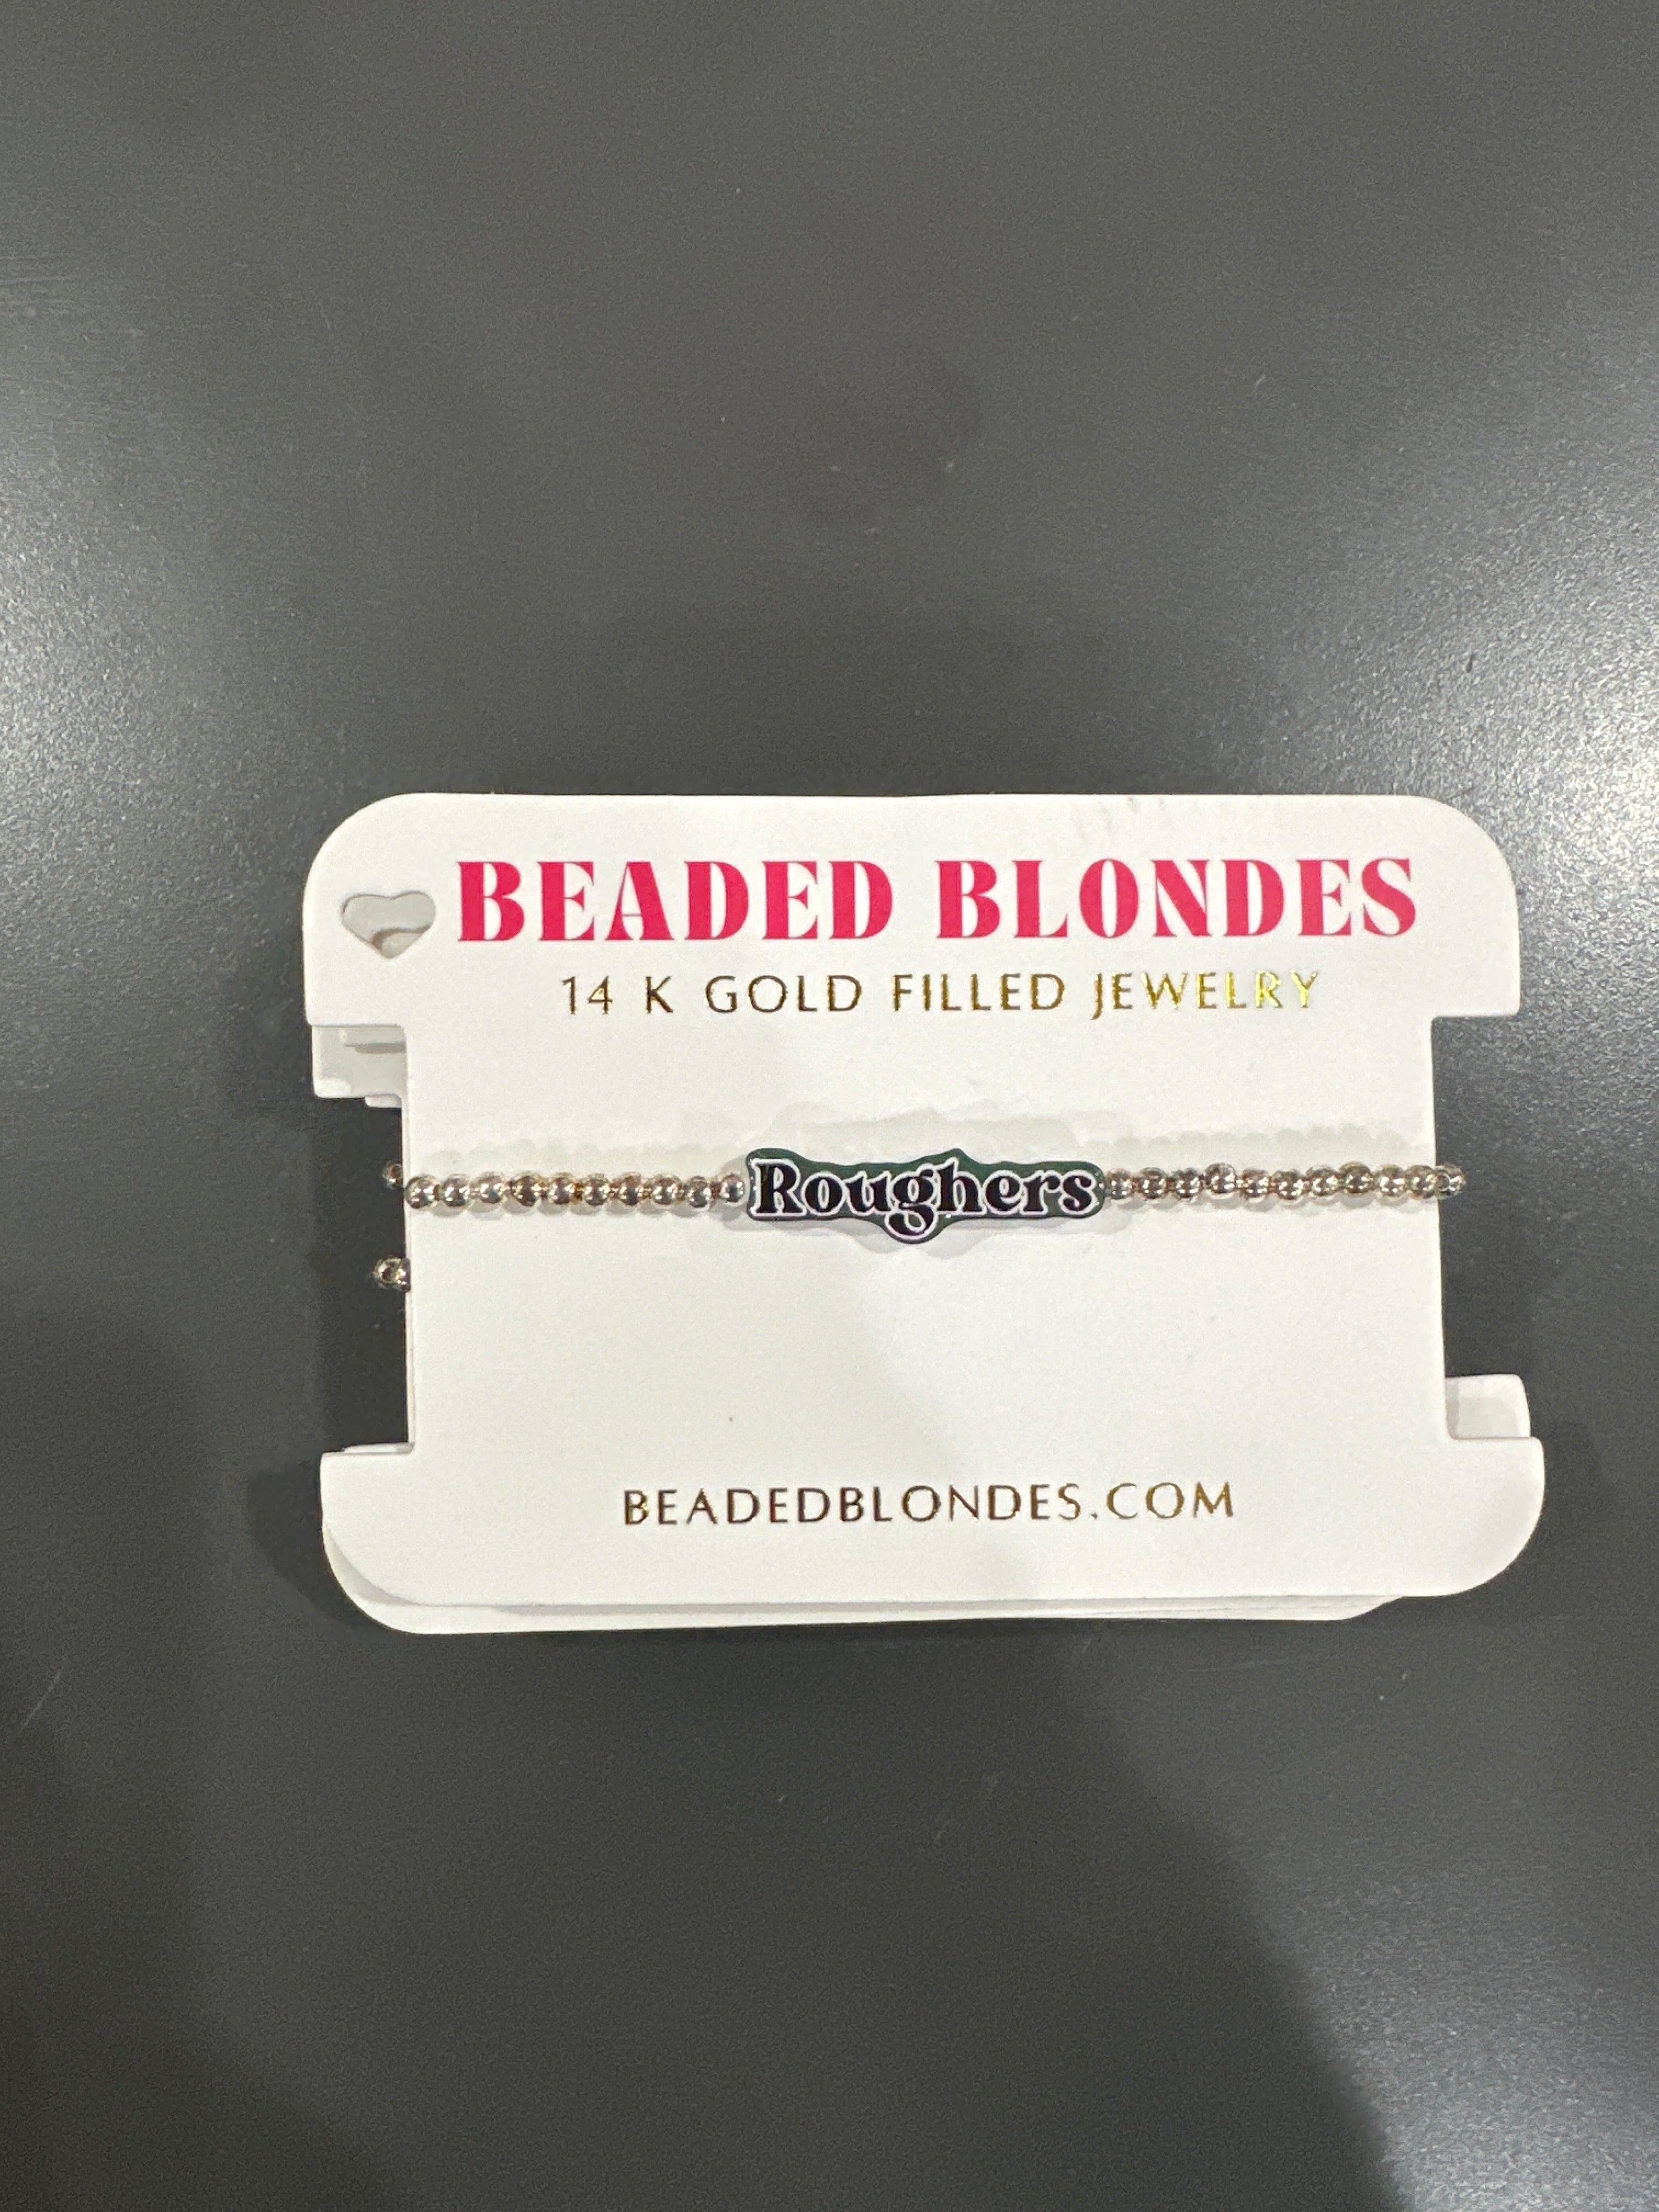 BEADED BLONDES
14 K GOLD FILLED JEWELRY
Roughers
BEADEDBLONDES.COM